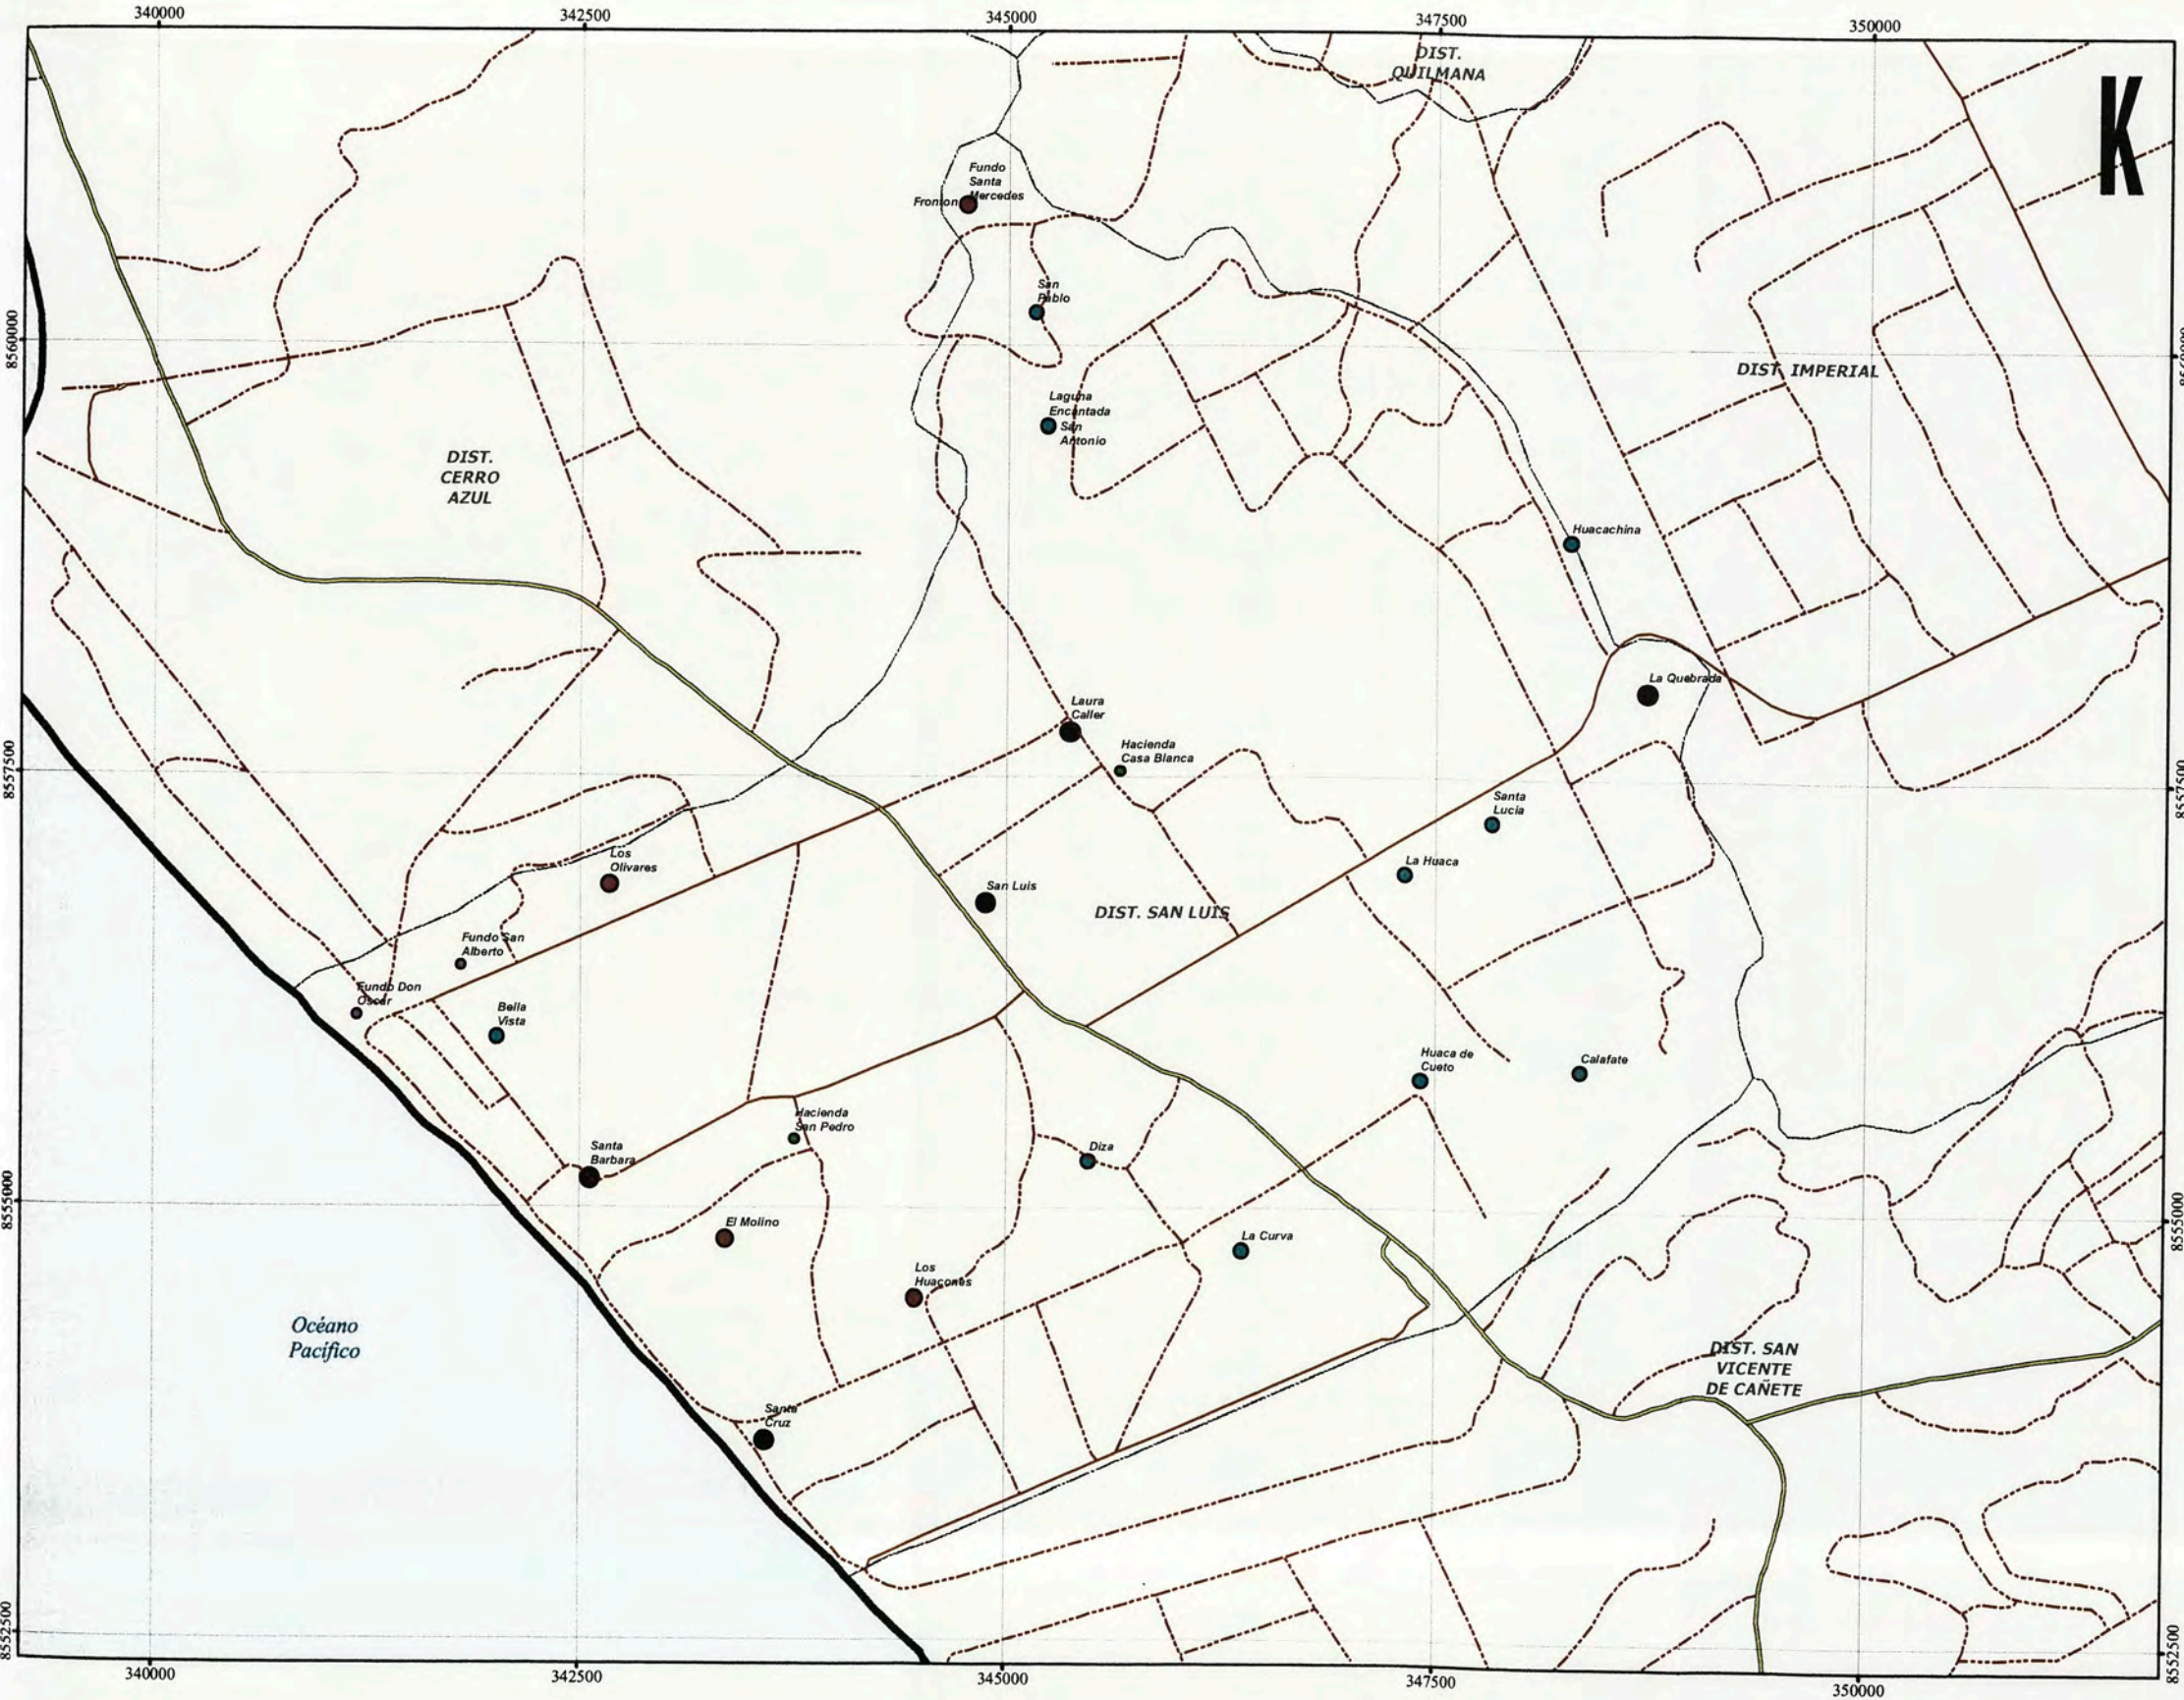 340000
342500
345000
347500
350000
DIST.
QUILMANA
K
Fundo
Santa
Mercedes
Fronton
San
Pablo
8560000
DIST. IMPERIAL
Laguna
Encantada
San
Antonio
DIST.
CERRO
AZUL
Huacachina
La Quebrada
Laura
Caller
Hacienda
Casa Blanca
8557500
8557500
Santa
Lucia
Los
Olivares
La Huaca
San Luis
DIST. SAN LUIS
Fundo San
Alberto
Fundo Don
Oscar
Bella
Vista
Huaca de
Cueto
Calafate
Hacienda
San Pedro
Santa
Barbara
Diza
8555000
8555000
El Molino
La Curva
Los
Huacones
Océano
Pacífico
DIST. SAN
VICENTE
DE CAÑETE
Santa
Cruz
8552500
8552500
340000
342500
345000
347500
350000